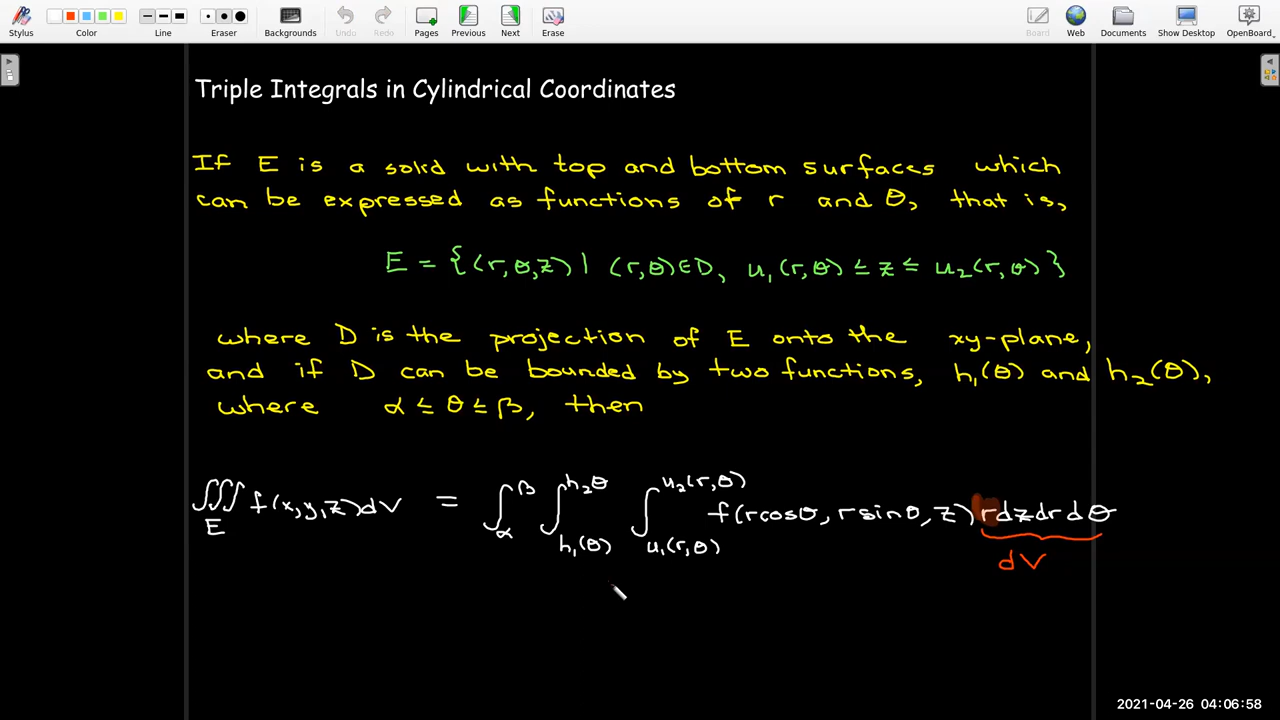 Stylus Color Line Eraser Backgrounds Undo Redo Pages Previous Next Erase Board Web Documents Show Desktop OpenBoard
Triple Integrals in Cylindrical Coordinates
If E is a solid with top and bottom surfaces which
can be expressed as functions of r and θ, that is,
E = {(r,θ,z) | (r,θ)∈D, u₁(r,θ) ≤ z ≤ u₂(r,θ)}
where D is the projection of E onto the xy-plane,
and if D can be bounded by two functions, h₁(θ) and h₂(θ),
where α ≤ θ ≤ β, then
∭_E f(x,y,z)dV = ∫_α^β ∫_{h₁(θ)}^{h₂θ} ∫_{u₁(r,θ)}^{u₂(r,θ)} f(rcosθ, rsinθ, z) rdzdrdθ
dV
2021-04-26 04:06:58